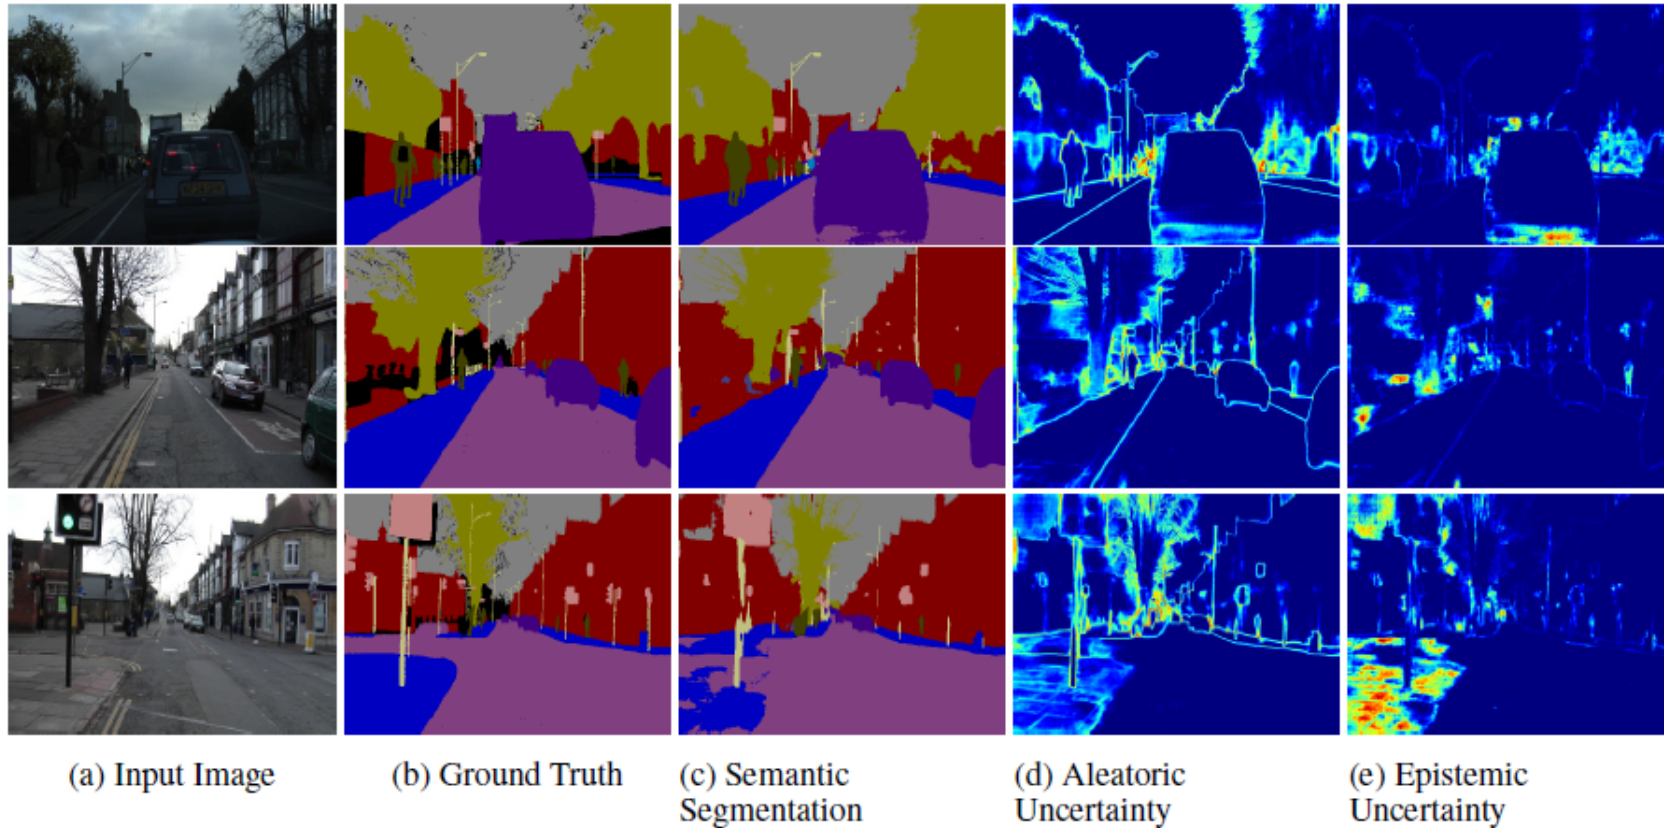 (a) Input Image
(b) Ground Truth
(c) Semantic
Segmentation
(d) Aleatoric
Uncertainty
(e) Epistemic
Uncertainty